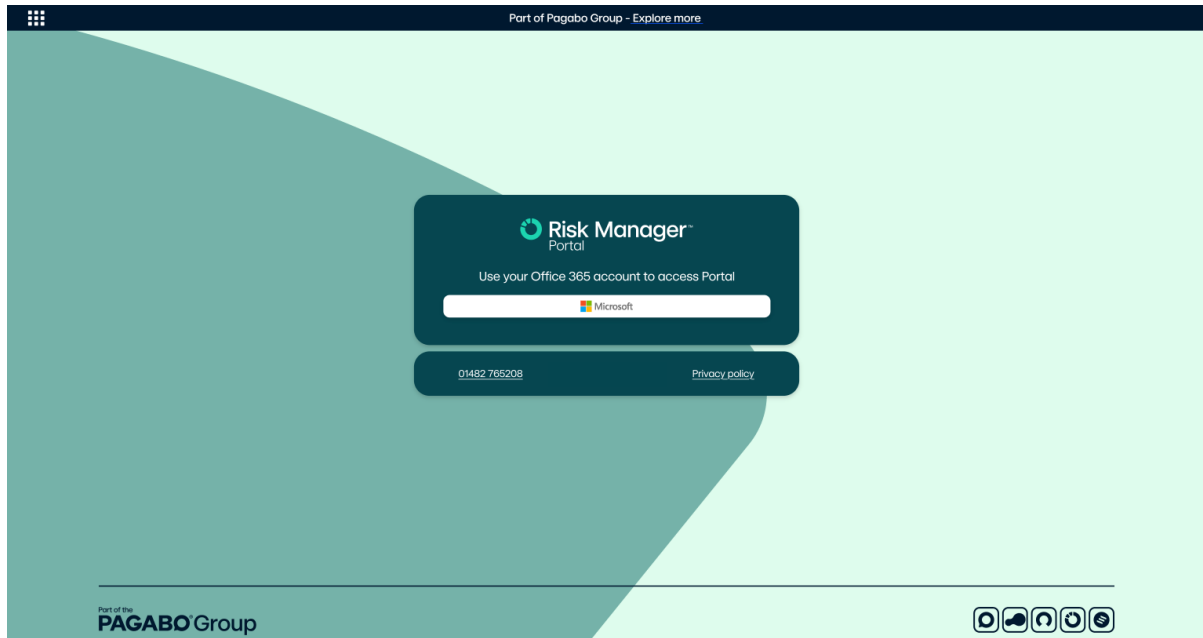 Part of Pagabo Group - Explore more
Risk Manager™
Portal
Use your Office 365 account to access Portal
Microsoft
01482 765208
Privacy policy
Part of the
PAGABO® Group